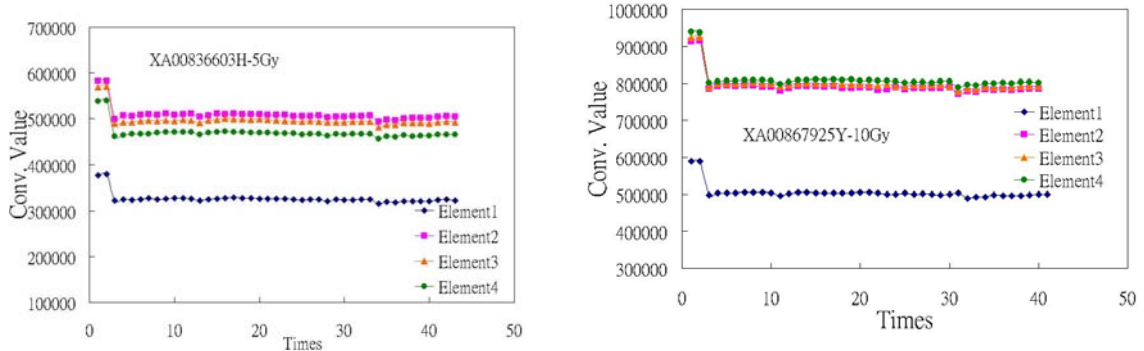 700000
600000
500000
400000
300000
200000
100000
Conv. Value
XA00836603H-5Gy
Element1
Element2
Element3
Element4
0 10 20 30 40 50
Times
1000000
900000
800000
700000
600000
500000
400000
300000
Conv. Value
XA00867925Y-10Gy
Element1
Element2
Element3
Element4
0 10 20 30 40 50
Times